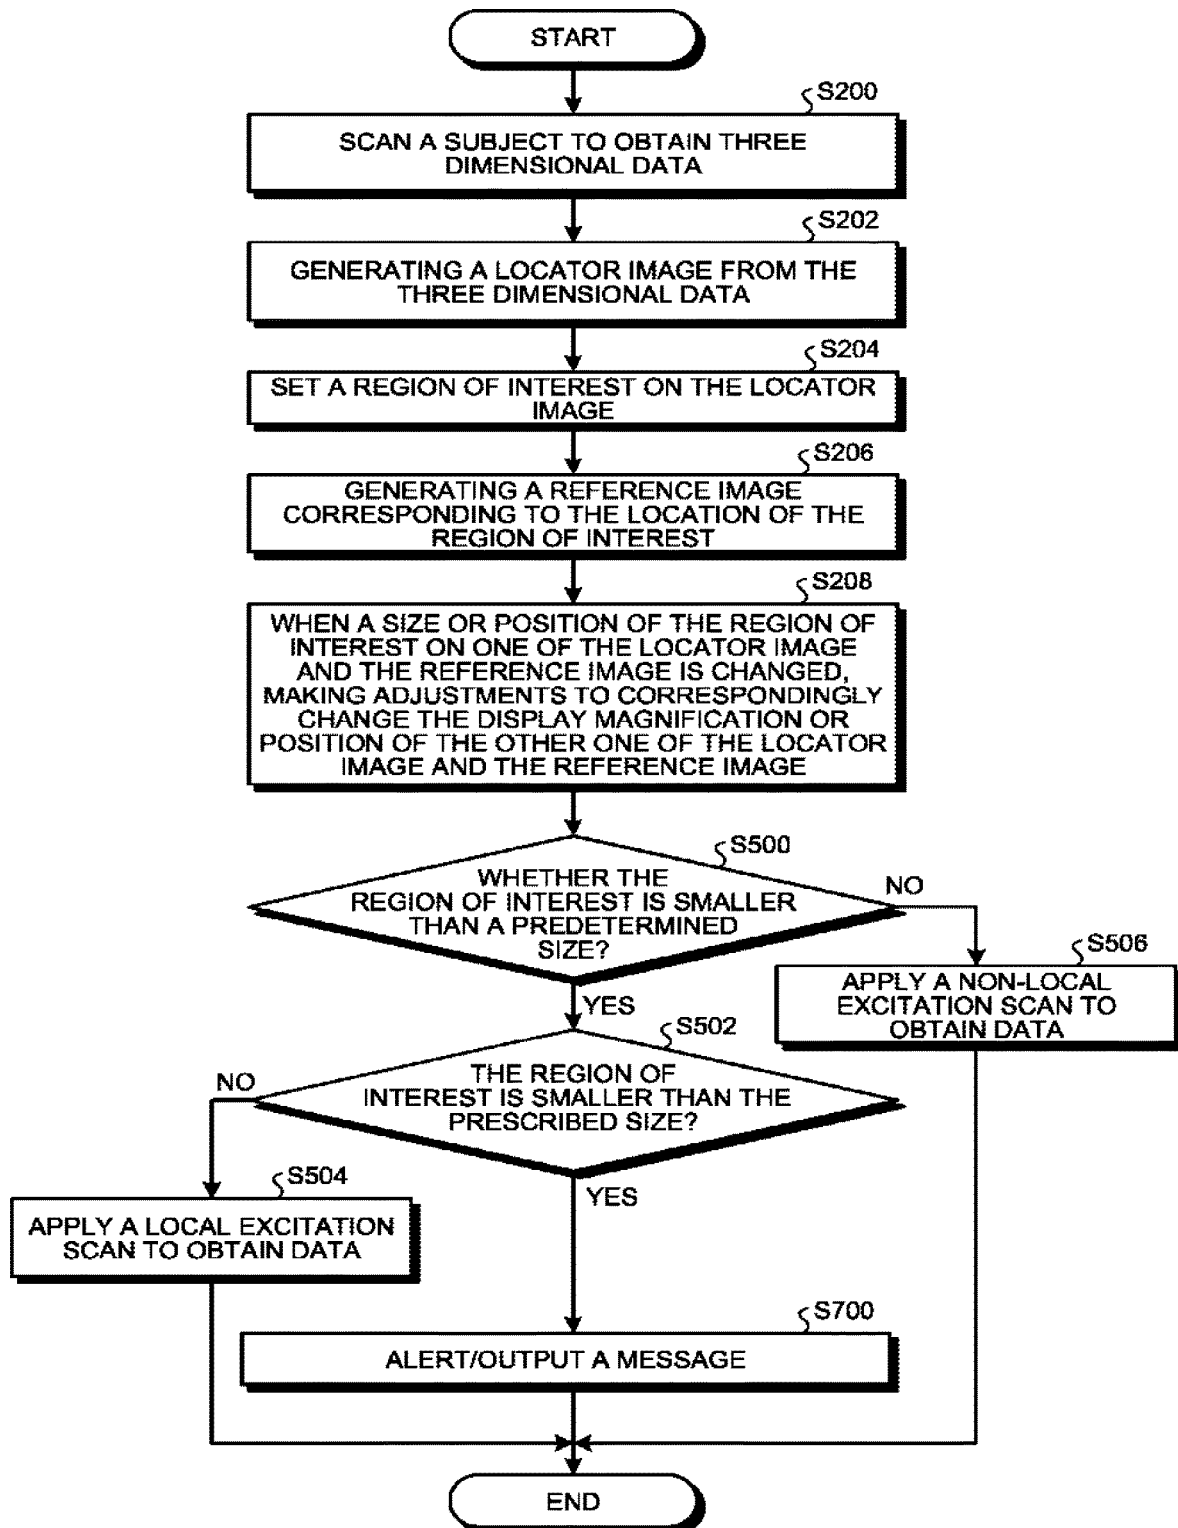 START
S200
SCAN A SUBJECT TO OBTAIN THREE
DIMENSIONAL DATA
S202
GENERATING A LOCATOR IMAGE FROM THE
THREE DIMENSIONAL DATA
S204
SET A REGION OF INTEREST ON THE LOCATOR
IMAGE
S206
GENERATING A REFERENCE IMAGE
CORRESPONDING TO THE LOCATION OF THE
REGION OF INTEREST
S208
WHEN A SIZE OR POSITION OF THE REGION OF
INTEREST ON ONE OF THE LOCATOR IMAGE
AND THE REFERENCE IMAGE IS CHANGED,
MAKING ADJUSTMENTS TO CORRESPONDINGLY
CHANGE THE DISPLAY MAGNIFICATION OR
POSITION OF THE OTHER ONE OF THE LOCATOR
IMAGE AND THE REFERENCE IMAGE
S500
WHETHER THE
REGION OF INTEREST IS SMALLER
THAN A PREDETERMINED
SIZE?
NO
YES
S506
APPLY A NON-LOCAL
EXCITATION SCAN TO
OBTAIN DATA
S502
THE REGION OF
INTEREST IS SMALLER THAN THE
PRESCRIBED SIZE?
NO
YES
S504
APPLY A LOCAL EXCITATION
SCAN TO OBTAIN DATA
S700
ALERT/OUTPUT A MESSAGE
END